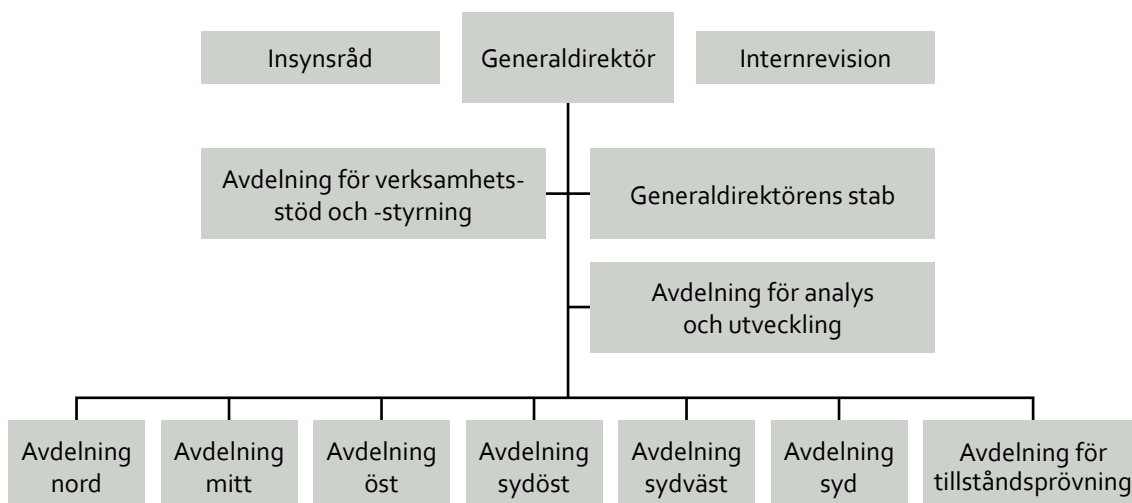 Insynsråd
Generaldirektör
Internrevision
Avdelning för verksamhets-
stöd och -styrning
Generaldirektörens stab
Avdelning för analys
och utveckling
Avdelning
nord
Avdelning
mitt
Avdelning
öst
Avdelning
sydöst
Avdelning
sydväst
Avdelning
syd
Avdelning för
tillståndsprövning